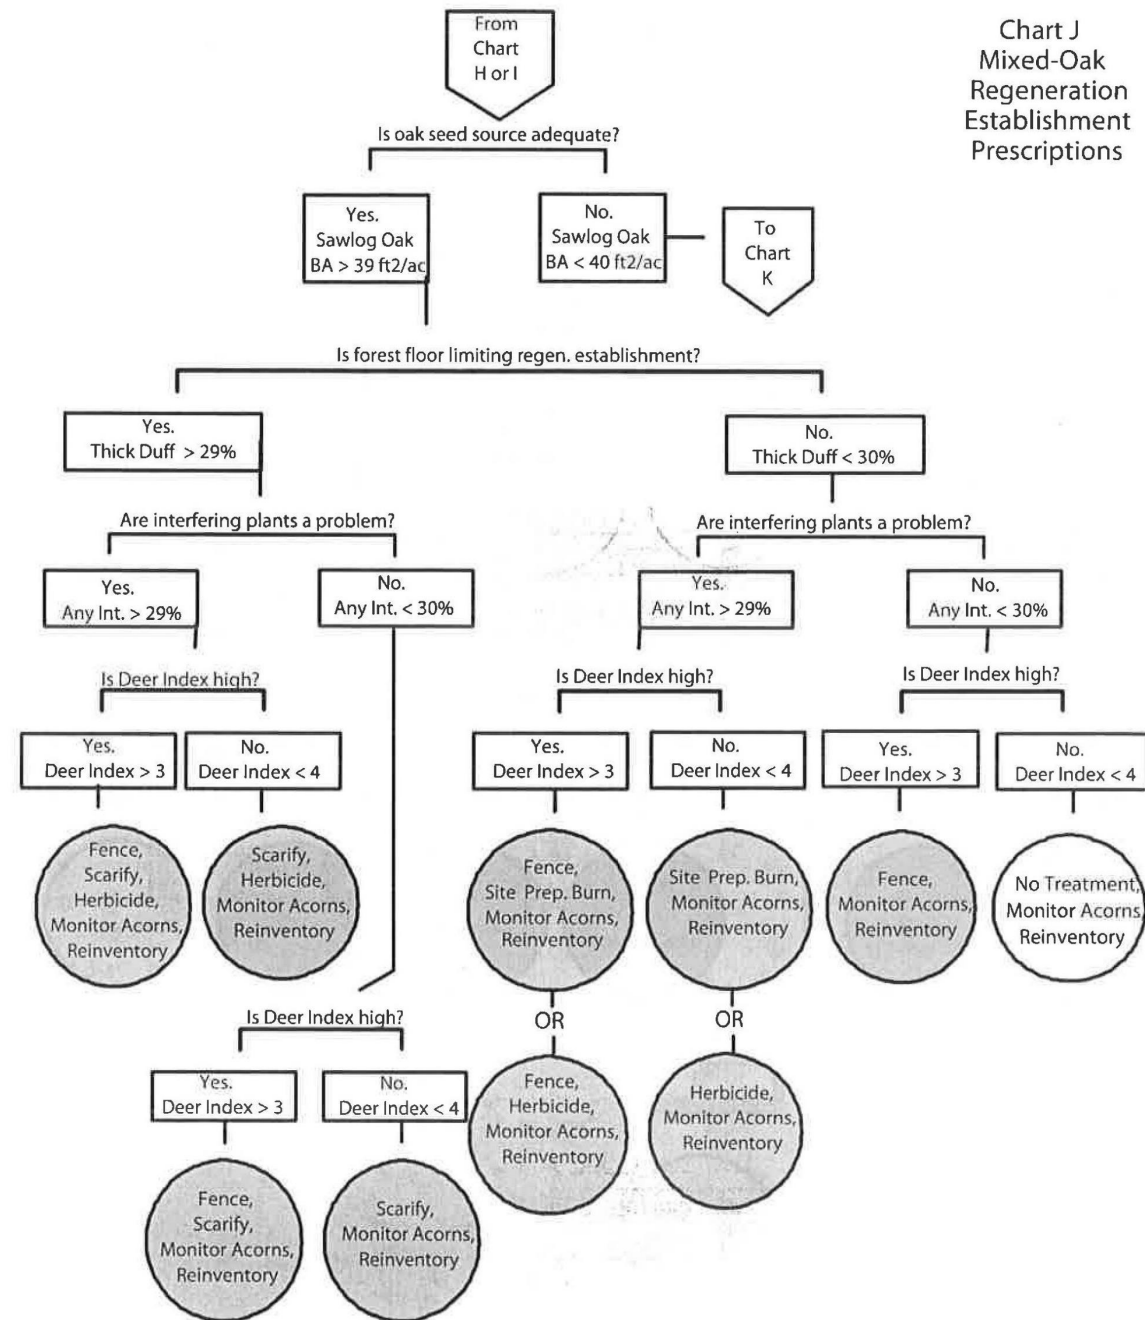 From
Chart
H or I
Chart J
Mixed-Oak
Regeneration
Establishment
Prescriptions
Is oak seed source adequate?
Yes.
Sawlog Oak
BA > 39 ft2/ac
No.
Sawlog Oak
BA < 40 ft2/ac
To
Chart
K
Is forest floor limiting regen. establishment?
Yes.
Thick Duff > 29%
No.
Thick Duff < 30%
Are interfering plants a problem?
Are interfering plants a problem?
Yes.
Any Int. > 29%
No.
Any Int. < 30%
Yes.
Any Int. > 29%
No.
Any Int. < 30%
Is Deer Index high?
Is Deer Index high?
Is Deer Index high?
Yes.
Deer Index > 3
No.
Deer Index < 4
Yes.
Deer Index > 3
No.
Deer Index < 4
Yes.
Deer Index > 3
No.
Deer Index < 4
Fence,
Scarify,
Herbicide,
Monitor Acorns,
Reinventory
Scarify,
Herbicide,
Monitor Acorns,
Reinventory
Fence,
Site Prep. Burn,
Monitor Acorns,
Reinventory
Site Prep. Burn,
Monitor Acorns,
Reinventory
Fence,
Monitor Acorns,
Reinventory
No Treatment,
Monitor Acorns,
Reinventory
Is Deer Index high?
OR
OR
Yes.
Deer Index > 3
No.
Deer Index < 4
Fence,
Herbicide,
Monitor Acorns,
Reinventory
Herbicide,
Monitor Acorns,
Reinventory
Fence,
Scarify,
Monitor Acorns,
Reinventory
Scarify,
Monitor Acorns,
Reinventory